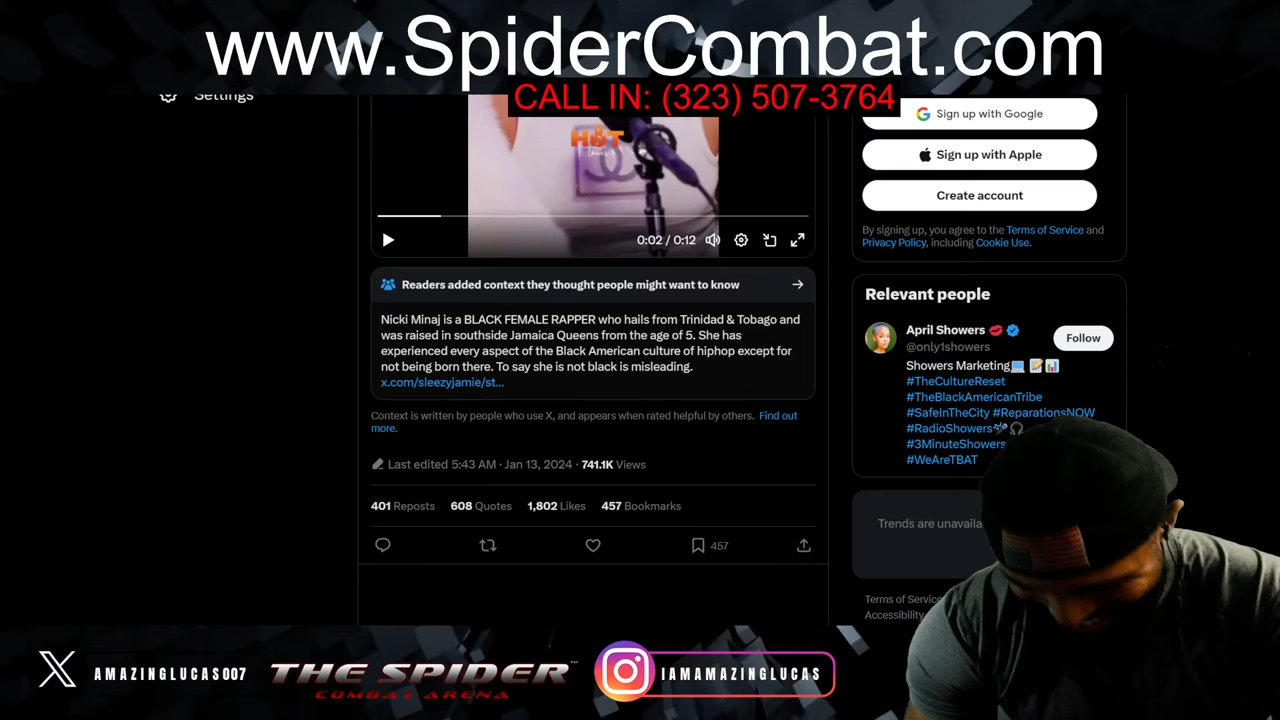 www.SpiderCombat.com
CALL IN: (323) 507-3764
Settings
HOT
0:02 / 0:12
Readers added context they thought people might want to know
Nicki Minaj is a BLACK FEMALE RAPPER who hails from Trinidad & Tobago and
was raised in southside Jamaica Queens from the age of 5. She has
experienced every aspect of the Black American culture of hiphop except for
not being born there. To say she is not black is misleading.
x.com/sleezyjamie/st...
Context is written by people who use X, and appears when rated helpful by others. Find out
more.
Last edited 5:43 AM · Jan 13, 2024 · 741.1K Views
401 Reposts 608 Quotes 1,802 Likes 457 Bookmarks
457
Sign up with Google
Sign up with Apple
Create account
By signing up, you agree to the Terms of Service and
Privacy Policy, including Cookie Use.
Relevant people
April Showers
@only1showers
Follow
Showers Marketing
#TheCultureReset
#TheBlackAmericanTribe
#SafeInTheCity #ReparationsNOW
#RadioShowers
#3MinuteShowers
#WeAreTBAT
Trends are unavaila
Terms of Service
Accessibility
AMAZINGLUCAS007
THE SPIDER
COMBAT ARENA
IAMAMAZINGLUCAS